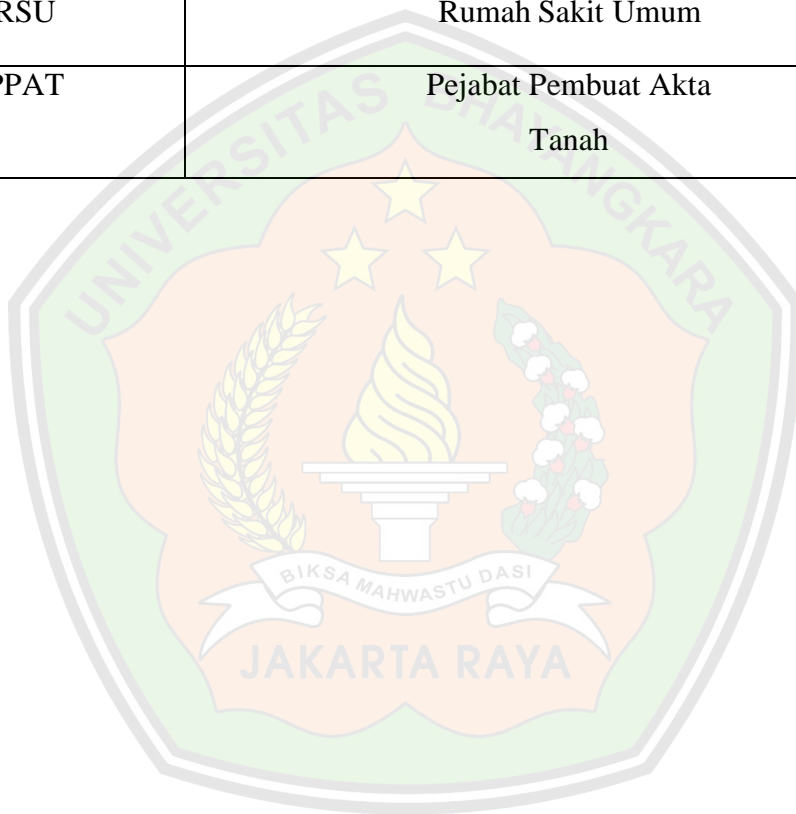 RSU Rumah Sakit Umum
PPAT Pejabat Pembuat Akta
Tanah
UNIVERSITAS BHAYANGKARA
BIKSA MAHWASTU DASI
JAKARTA RAYA